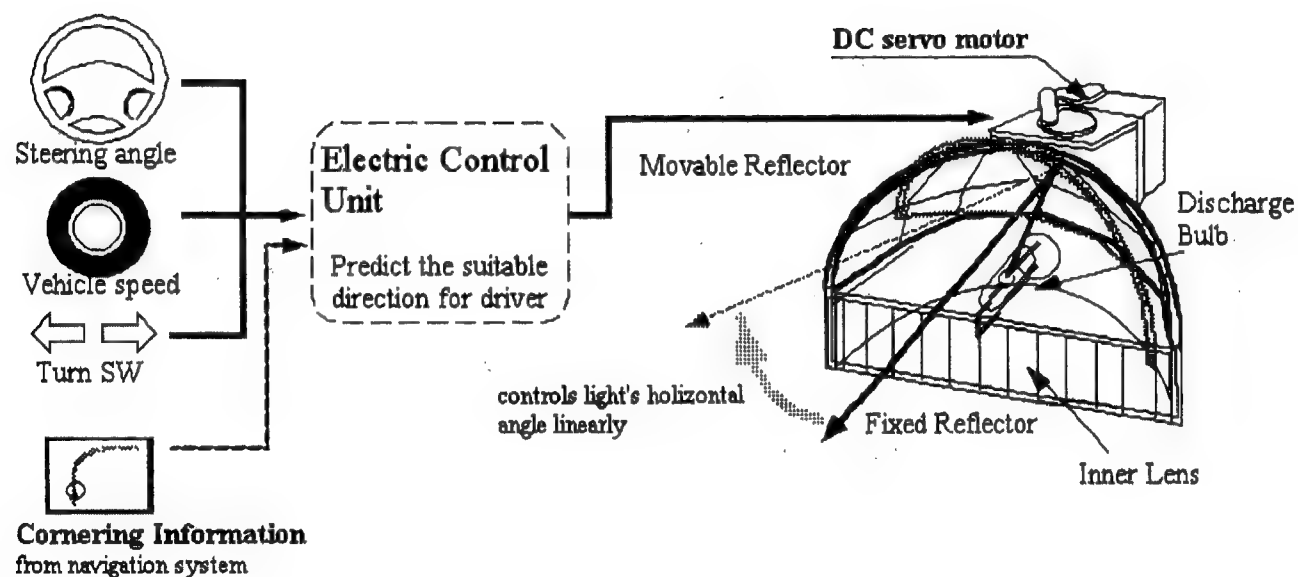 DC servo motor
Steering angle
Electric Control
Unit
Movable Reflector
Discharge
Bulb
Predict the suitable
direction for driver
Vehicle speed
Turn SW
controls light's holizontal
angle linearly
Fixed Reflector
Inner Lens
Cornering Information
from navigation system